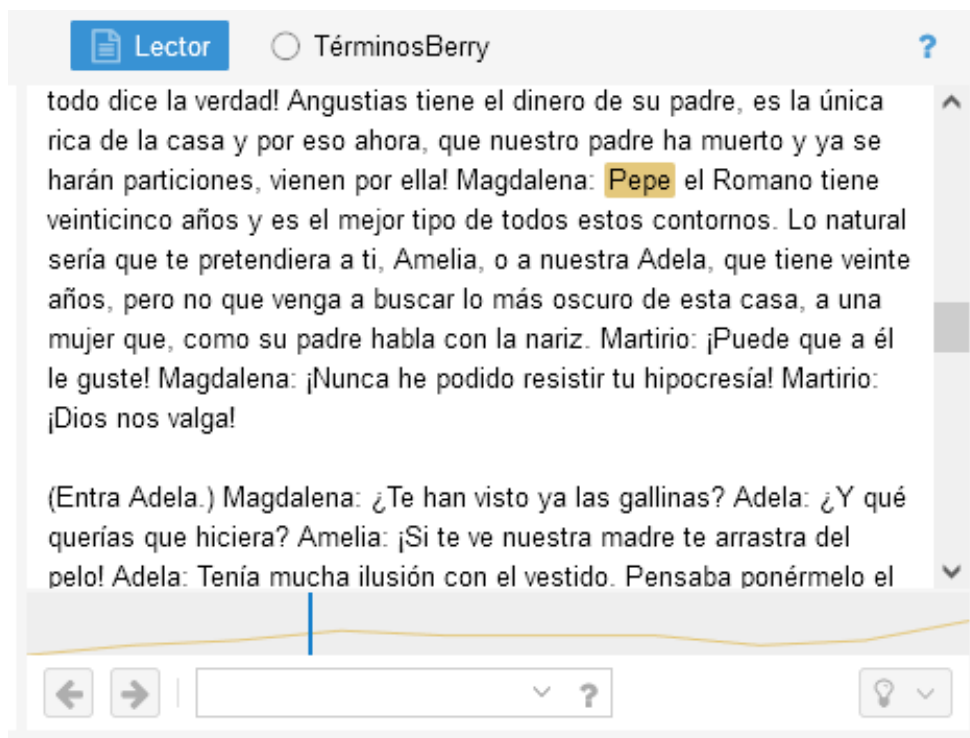 Lector TérminosBerry ?
todo dice la verdad! Angustias tiene el dinero de su padre, es la única
rica de la casa y por eso ahora, que nuestro padre ha muerto y ya se
harán particiones, vienen por ella! Magdalena: Pepe el Romano tiene
veinticinco años y es el mejor tipo de todos estos contornos. Lo natural
sería que te pretendiera a ti, Amelia, o a nuestra Adela, que tiene veinte
años, pero no que venga a buscar lo más oscuro de esta casa, a una
mujer que, como su padre habla con la nariz. Martirio: ¡Puede que a él
le guste! Magdalena: ¡Nunca he podido resistir tu hipocresía! Martirio:
¡Dios nos valga!
(Entra Adela.) Magdalena: ¿Te han visto ya las gallinas? Adela: ¿Y qué
querías que hiciera? Amelia: ¡Si te ve nuestra madre te arrastra del
pelo! Adela: Tenía mucha ilusión con el vestido. Pensaba ponérmelo el
?